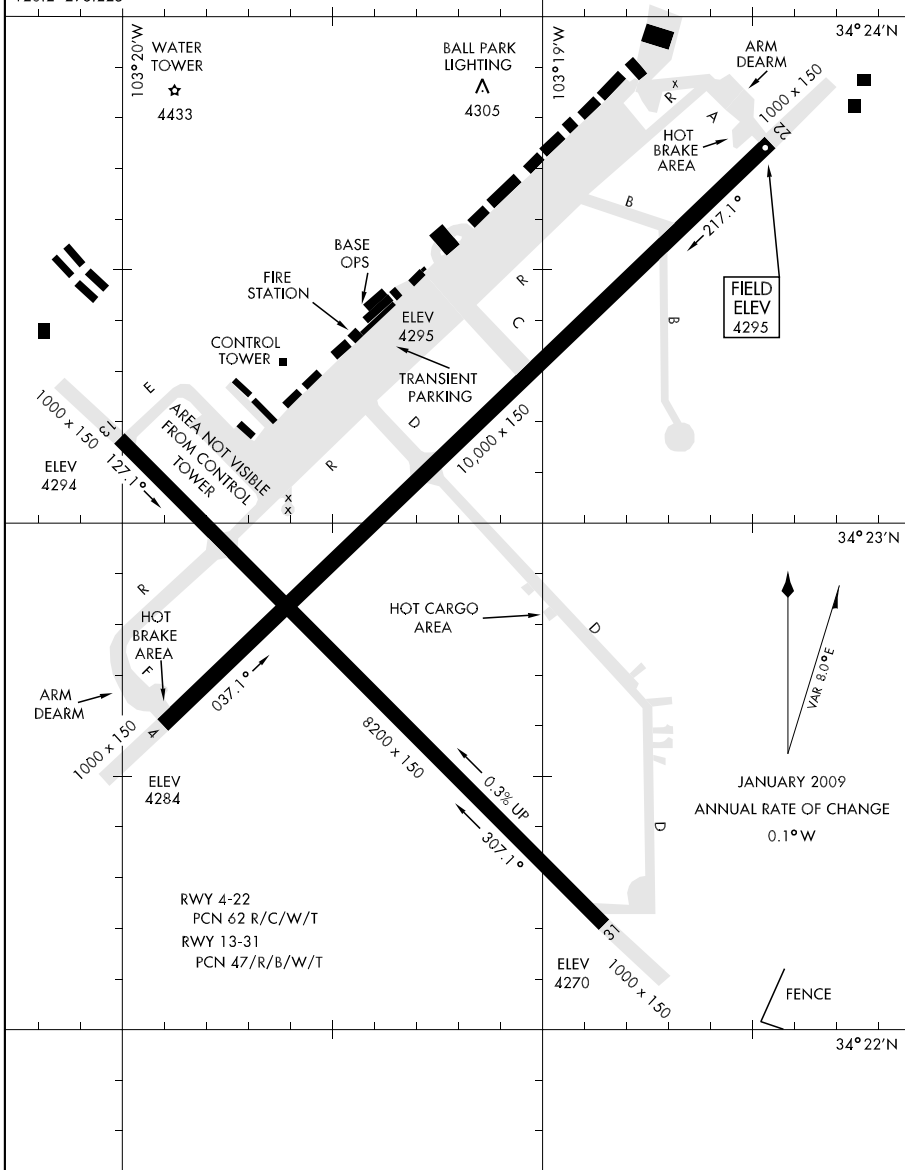 34°24'N
103°20'W
WATER
TOWER
4433
BALL PARK
LIGHTING
4305
103°19'W
ARM
DEARM
1000 x 150
22
R
x
A
HOT
BRAKE
AREA
B
217.1°
BASE
OPS
FIRE
STATION
R
C
B
FIELD
ELEV
4295
ELEV
4295
CONTROL
TOWER
TRANSIENT
PARKING
E
AREA NOT VISIBLE
FROM CONTROL
TOWER
D
1000 x 150
13
ELEV
4294
127.1°
R
x
x
10,000 x 150
34°23'N
R
HOT
BRAKE
AREA
F
HOT CARGO
AREA
D
VAR 8.0°E
ARM
DEARM
037.1°
1000 x 150
4
ELEV
4284
8200 x 150
0.3% UP
307.1°
D
JANUARY 2009
ANNUAL RATE OF CHANGE
0.1°W
RWY 4-22
PCN 62 R/C/W/T
RWY 13-31
PCN 47/R/B/W/T
31
ELEV
4270
1000 x 150
FENCE
34°22'N